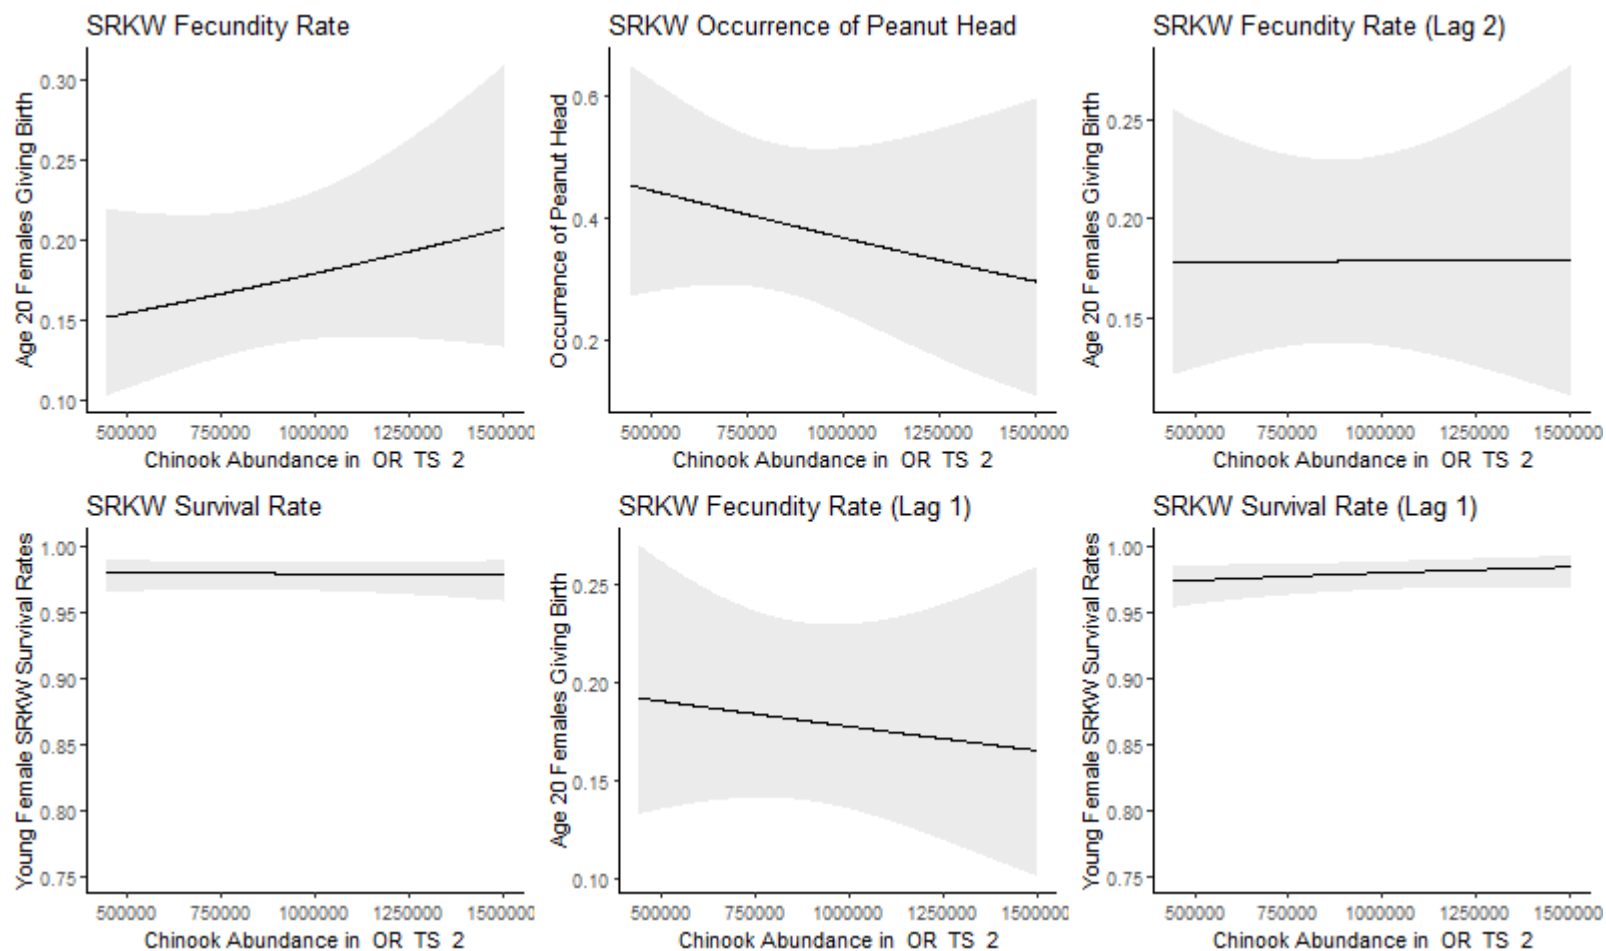 SRKW Fecundity Rate
Age 20 Females Giving Birth
0.30
0.25
0.20
0.15
0.10
500000 750000 1000000 1250000 1500000
Chinook Abundance in OR TS 2
SRKW Occurrence of Peanut Head
Occurrence of Peanut Head
0.6
0.4
0.2
500000 750000 1000000 1250000 1500000
Chinook Abundance in OR TS 2
SRKW Fecundity Rate (Lag 2)
Age 20 Females Giving Birth
0.25
0.20
0.15
500000 750000 1000000 1250000 1500000
Chinook Abundance in OR TS 2
SRKW Survival Rate
Young Female SRKW Survival Rates
1.00
0.95
0.90
0.85
0.80
0.75
500000 750000 1000000 1250000 1500000
Chinook Abundance in OR TS 2
SRKW Fecundity Rate (Lag 1)
Age 20 Females Giving Birth
0.25
0.20
0.15
0.10
500000 750000 1000000 1250000 1500000
Chinook Abundance in OR TS 2
SRKW Survival Rate (Lag 1)
Young Female SRKW Survival Rates
1.00
0.95
0.90
0.85
0.80
0.75
500000 750000 1000000 1250000 1500000
Chinook Abundance in OR TS 2